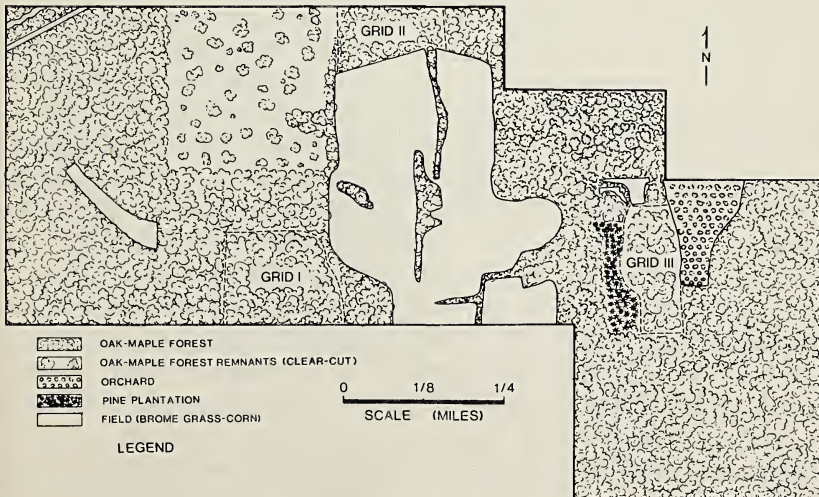 GRID II
N
GRID I
GRID III
OAK-MAPLE FOREST
OAK-MAPLE FOREST REMNANTS (CLEAR-CUT)
ORCHARD
PINE PLANTATION
FIELD (BROME GRASS-CORN)
LEGEND
0 1/8 1/4
SCALE (MILES)